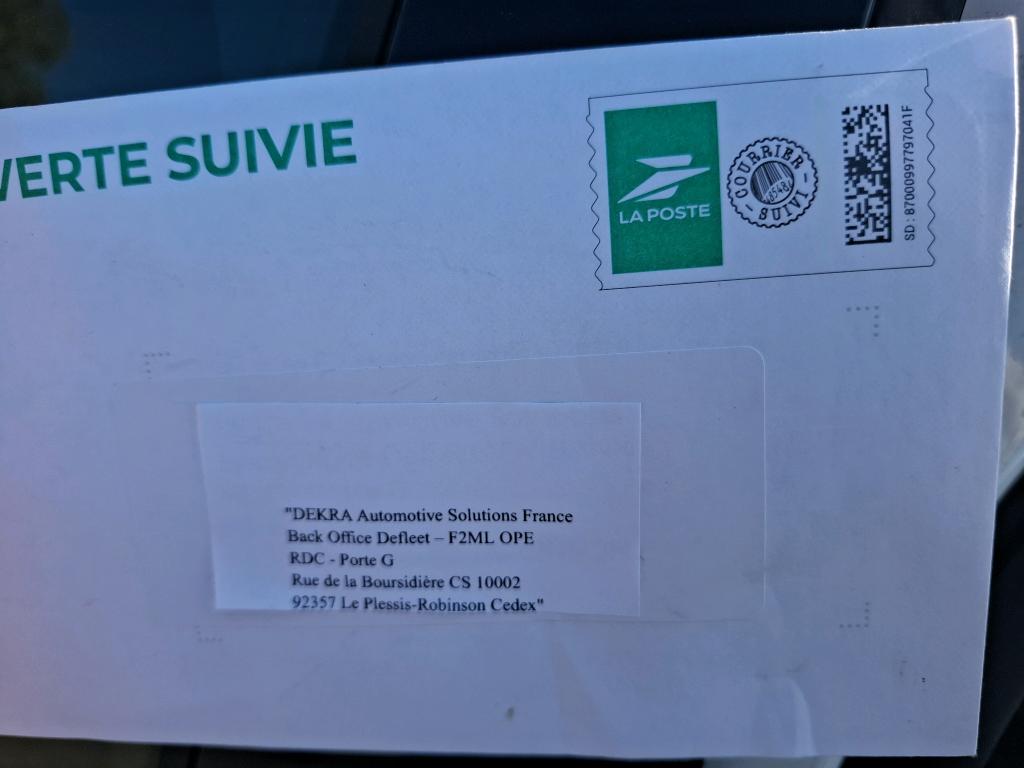 VERTE SUIVIE
LA POSTE
COURRIER
SUIVI
SD : 87000997797041F
"DEKRA Automotive Solutions France
Back Office Defleet – F2ML OPE
RDC - Porte G
Rue de la Boursidière CS 10002
92357 Le Plessis-Robinson Cedex"